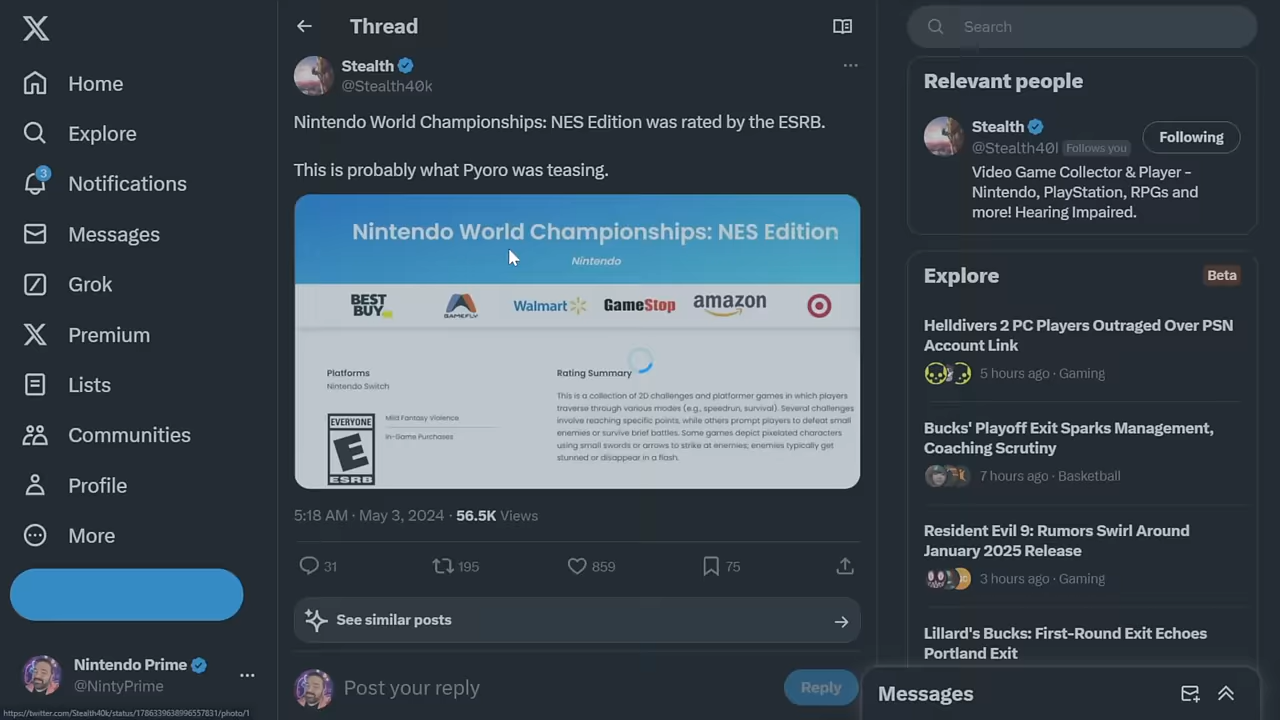 Home
Explore
3
Notifications
Messages
Grok
Premium
Lists
Communities
Profile
More
Nintendo Prime
@NintyPrime
···
https://twitter.com/Stealth40k/status/1786339638996557831/photo/1
Thread
Stealth
@Stealth40k
···
Nintendo World Championships: NES Edition was rated by the ESRB.
This is probably what Pyoro was teasing.
Nintendo World Championships: NES Edition
Nintendo
BEST BUY
GAMEFLY
Walmart
GameStop
amazon
Platforms
Nintendo Switch
EVERYONE
E
ESRB
Mild Fantasy Violence
In-Game Purchases
Rating Summary
This is a collection of 2D challenges and platformer games in which players
traverse through various modes (e.g., speedrun, survival). Several challenges
involve reaching specific points, while others prompt players to defeat small
enemies or survive brief battles. Some games depict pixelated characters
using small swords or arrows to strike at enemies; enemies typically get
stunned or disappear in a flash.
5:18 AM · May 3, 2024 · 56.5K Views
31
195
859
75
See similar posts
Post your reply
Reply
Search
Relevant people
Stealth
@Stealth40l
Follows you
Following
Video Game Collector & Player -
Nintendo, PlayStation, RPGs and
more! Hearing Impaired.
Explore
Beta
Helldivers 2 PC Players Outraged Over PSN
Account Link
5 hours ago · Gaming
Bucks' Playoff Exit Sparks Management,
Coaching Scrutiny
7 hours ago · Basketball
Resident Evil 9: Rumors Swirl Around
January 2025 Release
3 hours ago · Gaming
Lillard's Bucks: First-Round Exit Echoes
Portland Exit
Messages